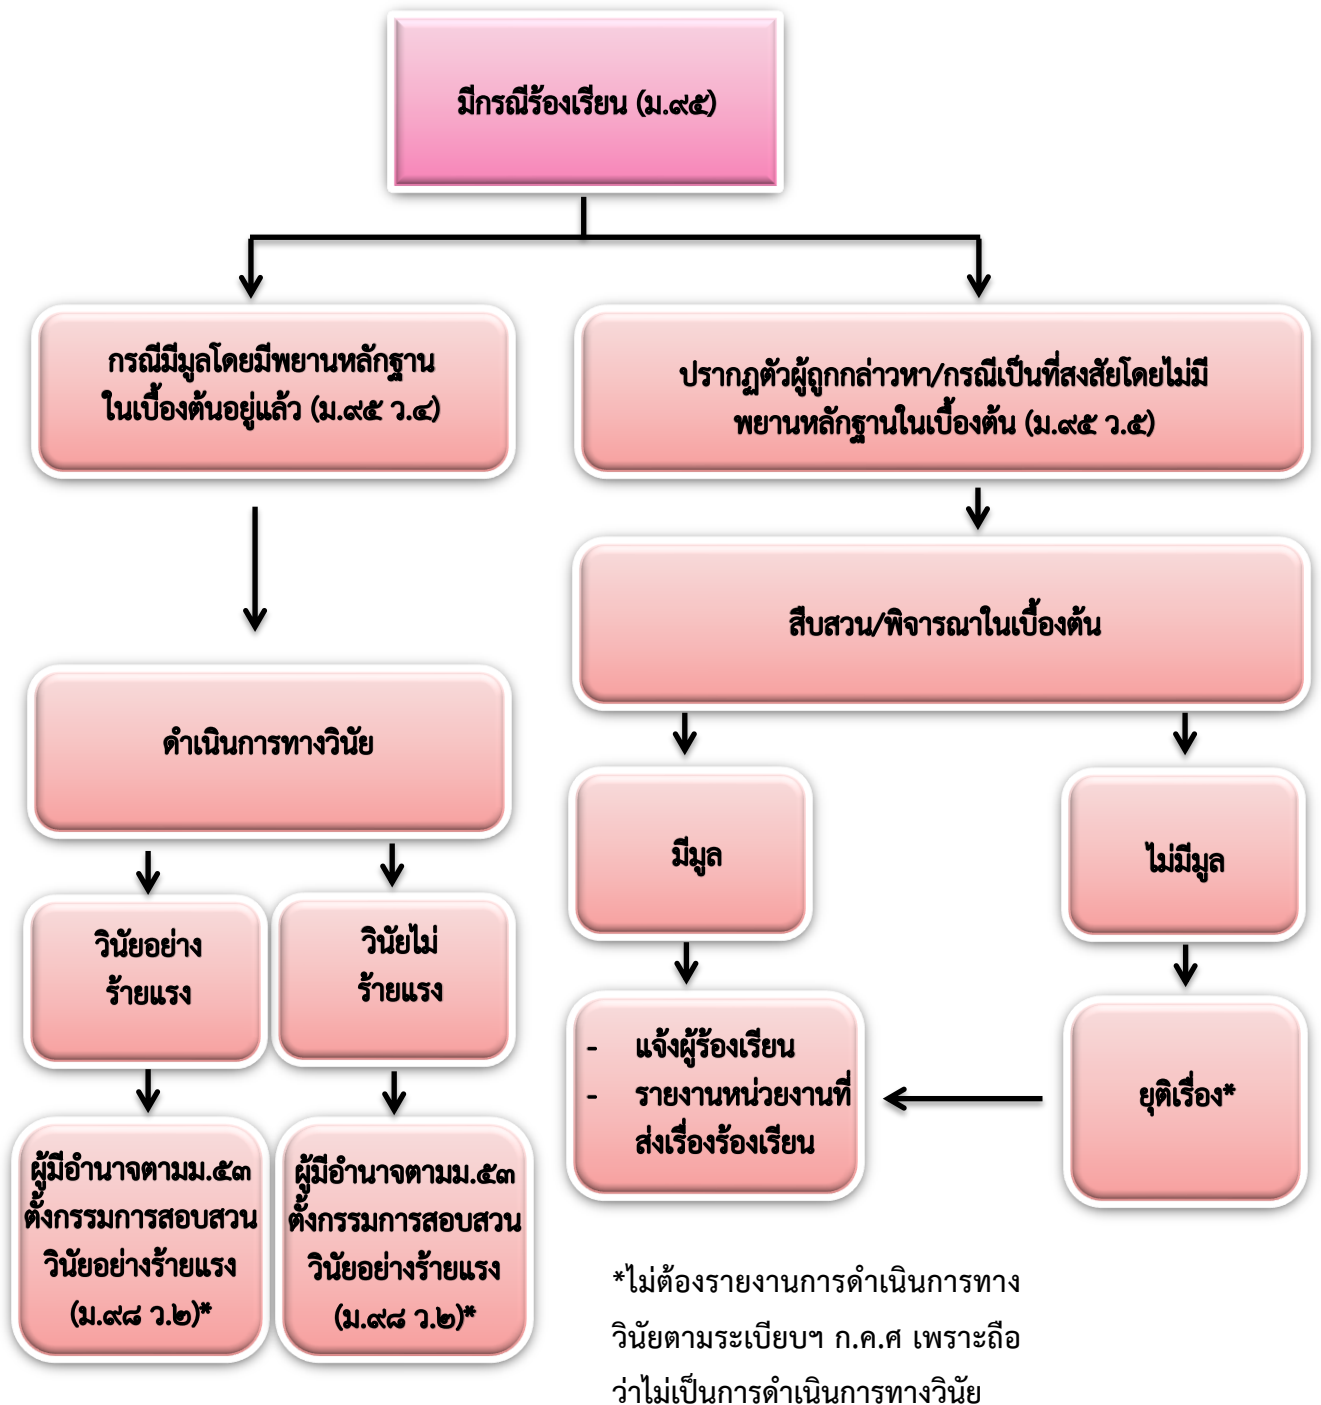 มีกรณีร้องเรียน (ม.๙๕)
กรณีมีมูลโดยมีพยานหลักฐาน
ในเบื้องต้นอยู่แล้ว (ม.๙๕ ว.๔)
ปรากฏตัวผู้ถูกกล่าวหา/กรณีเป็นที่สงสัยโดยไม่มี
พยานหลักฐานในเบื้องต้น (ม.๙๕ ว.๕)
สืบสวน/พิจารณาในเบื้องต้น
ดำเนินการทางวินัย
มีมูล
ไม่มีมูล
วินัยอย่าง
ร้ายแรง
วินัยไม่
ร้ายแรง
- แจ้งผู้ร้องเรียน
- รายงานหน่วยงานที่
ส่งเรื่องร้องเรียน
ยุติเรื่อง*
ผู้มีอำนาจตามม.๕๓
ตั้งกรรมการสอบสวน
วินัยอย่างร้ายแรง
(ม.๙๘ ว.๒)*
ผู้มีอำนาจตามม.๕๓
ตั้งกรรมการสอบสวน
วินัยอย่างร้ายแรง
(ม.๙๘ ว.๒)*
*ไม่ต้องรายงานการดำเนินการทาง
วินัยตามระเบียบฯ ก.ค.ศ เพราะถือ
ว่าไม่เป็นการดำเนินการทางวินัย